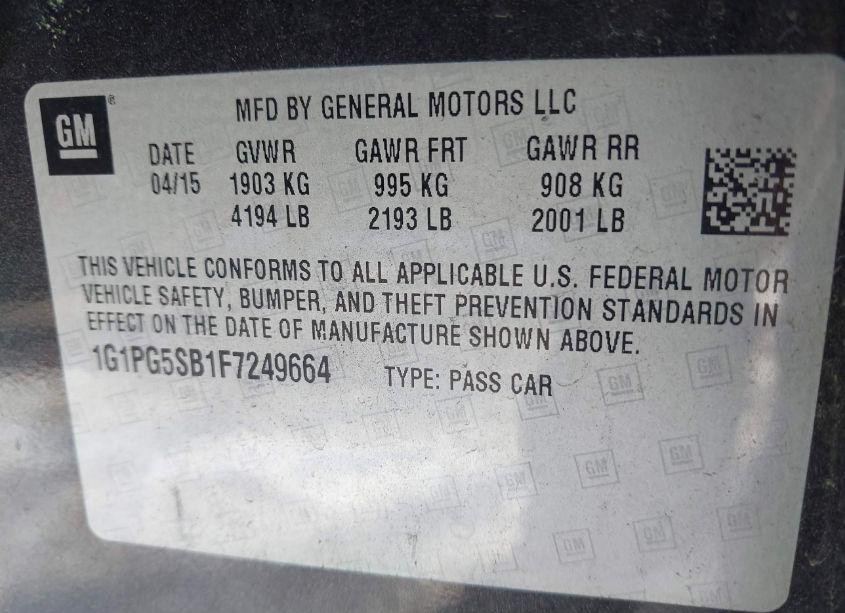 GM®
MFD BY GENERAL MOTORS LLC
DATE GVWR GAWR FRT GAWR RR
04/15 1903 KG 995 KG 908 KG
4194 LB 2193 LB 2001 LB
THIS VEHICLE CONFORMS TO ALL APPLICABLE U.S. FEDERAL MOTOR
VEHICLE SAFETY, BUMPER, AND THEFT PREVENTION STANDARDS IN
EFFECT ON THE DATE OF MANUFACTURE SHOWN ABOVE.
1G1PG5SB1F7249664 TYPE: PASS CAR